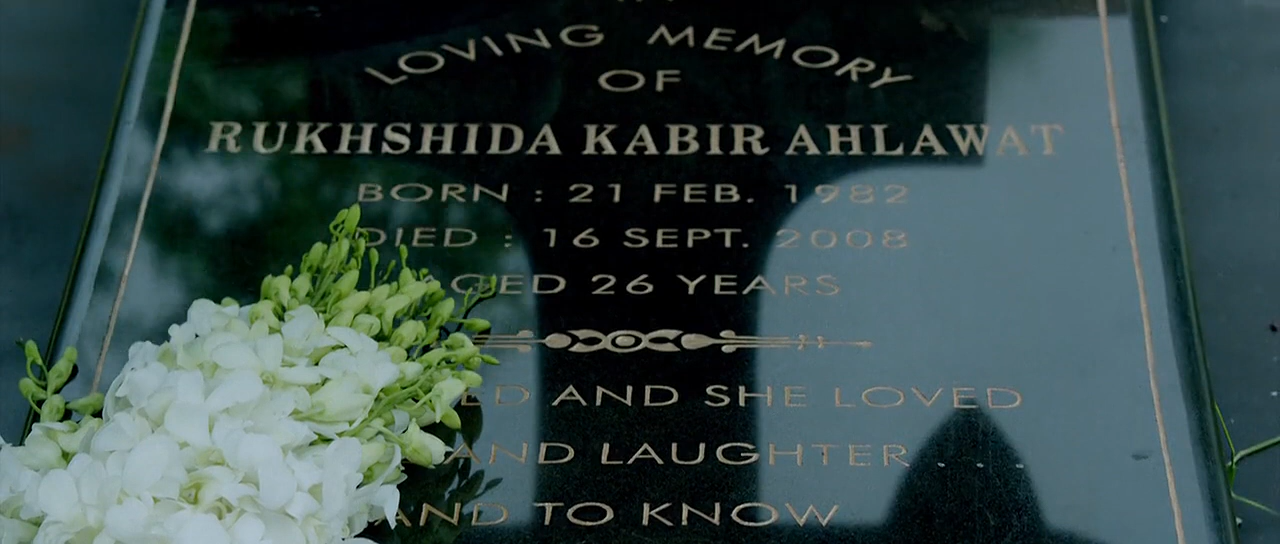 LOVING MEMORY
OF
RUKHSHIDA KABIR AHLAWAT
BORN : 21 FEB. 1982
DIED : 16 SEPT. 2008
AGED 26 YEARS
AND SHE LOVED
AND LAUGHTER . . . .
AND TO KNOW